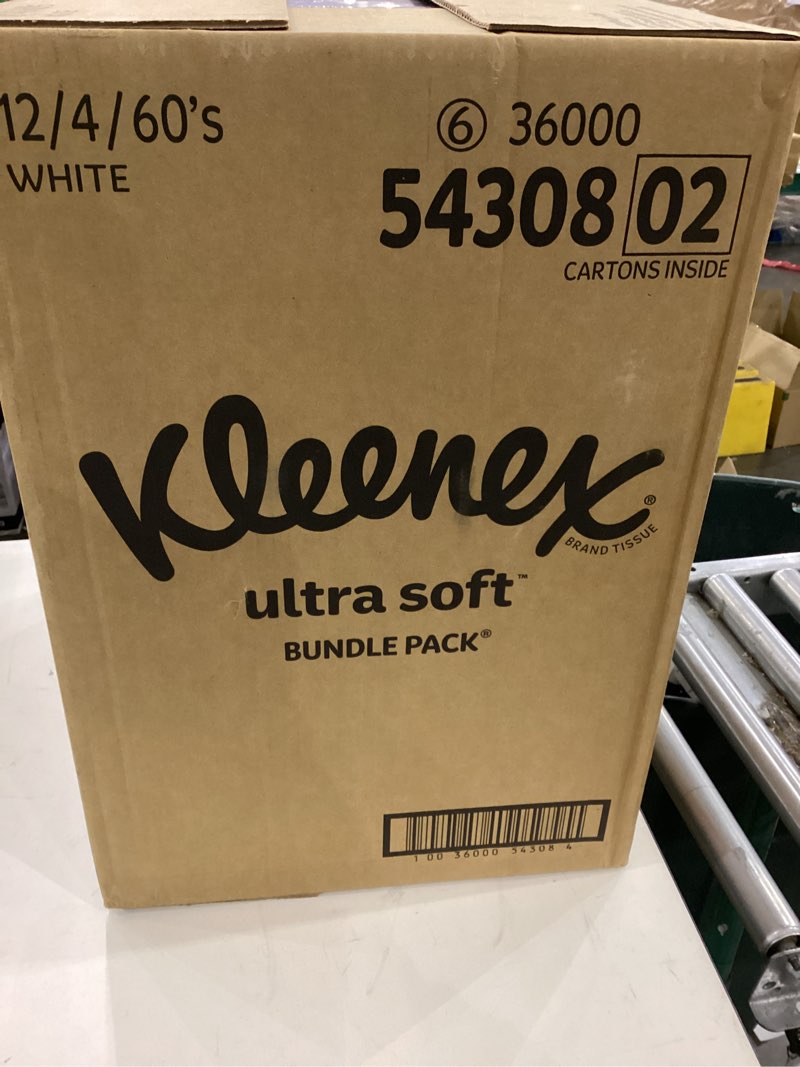 12/4/60's
WHITE
⑥ 36000
54308 02
CARTONS INSIDE
Kleenex®
BRAND TISSUE
ultra soft™
BUNDLE PACK®
1 00 36000 54308 4